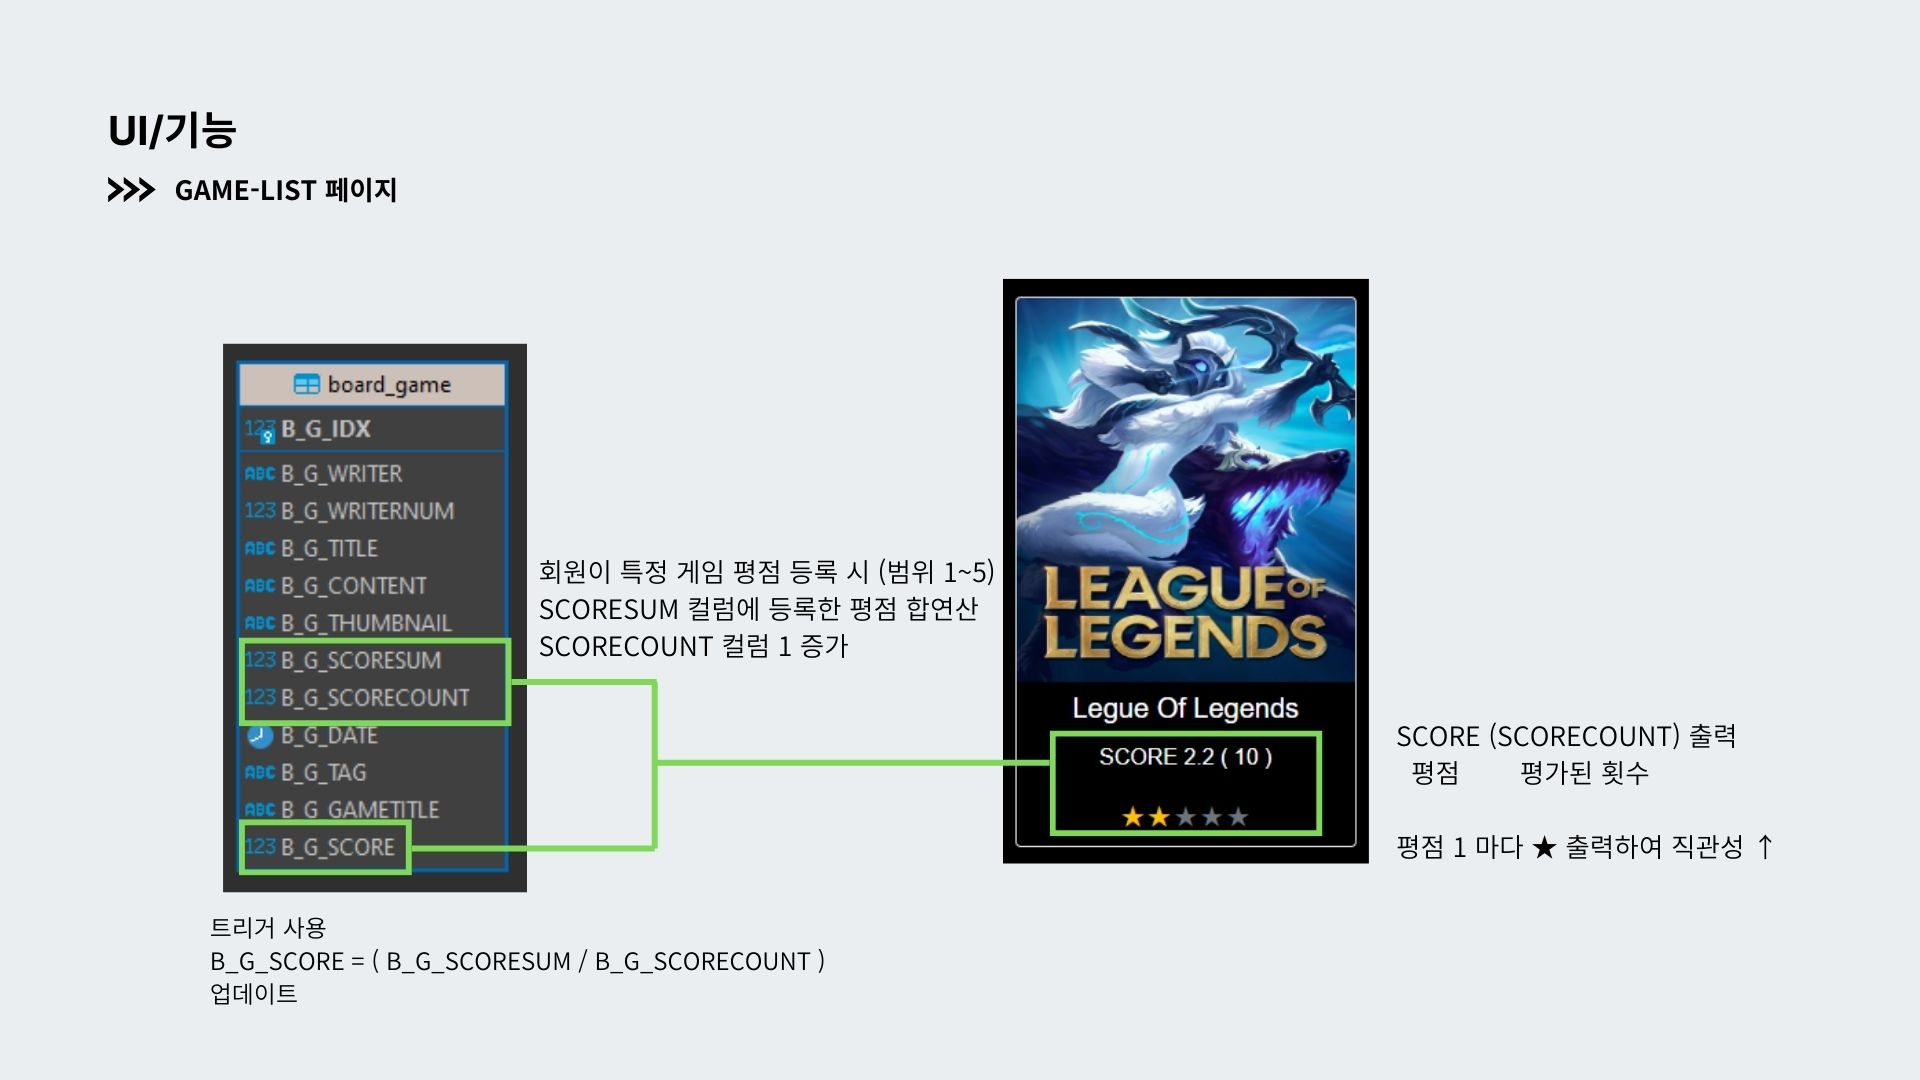 UI/기능
GAME-LIST 페이지
board_game
123 B_G_IDX
ABC B_G_WRITER
123 B_G_WRITERNUM
ABC B_G_TITLE
ABC B_G_CONTENT
ABC B_G_THUMBNAIL
123 B_G_SCORESUM
123 B_G_SCORECOUNT
B_G_DATE
ABC B_G_TAG
ABC B_G_GAMETITLE
123 B_G_SCORE
회원이 특정 게임 평점 등록 시 (범위 1~5)
SCORESUM 컬럼에 등록한 평점 합연산
SCORECOUNT 컬럼 1 증가
트리거 사용
B_G_SCORE = ( B_G_SCORESUM / B_G_SCORECOUNT )
업데이트
LEAGUE OF
LEGENDS
Legue Of Legends
SCORE 2.2 ( 10 )
★★★★★
SCORE (SCORECOUNT) 출력
평점 평가된 횟수
평점 1 마다 ★ 출력하여 직관성 ↑